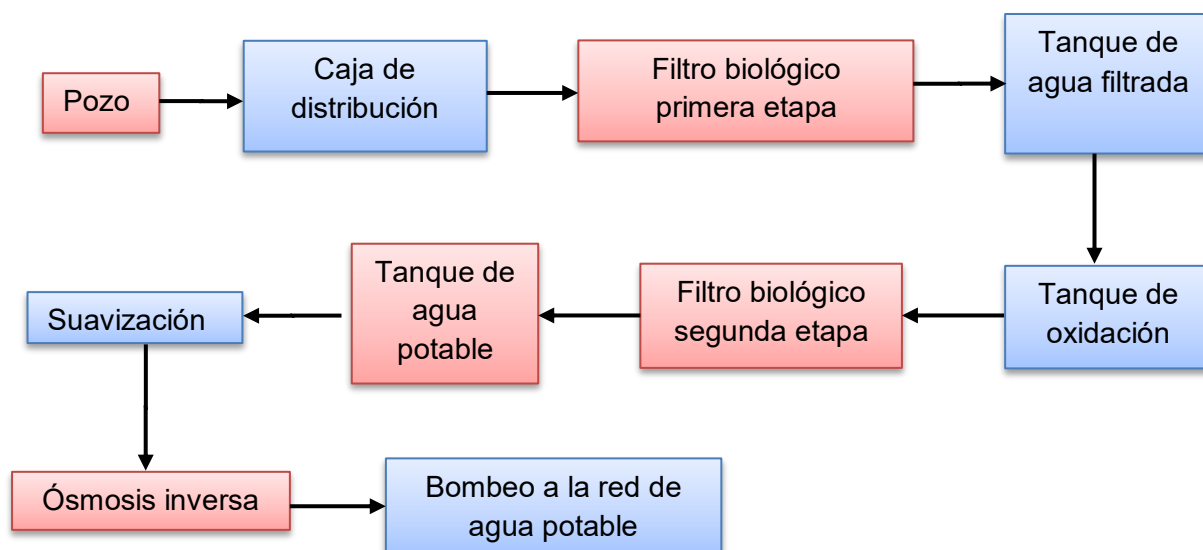 Pozo
Caja de
distribución
Filtro biológico
primera etapa
Tanque de
agua filtrada
Tanque de
oxidación
Filtro biológico
segunda etapa
Tanque de
agua
potable
Suavización
Ósmosis inversa
Bombeo a la red de
agua potable